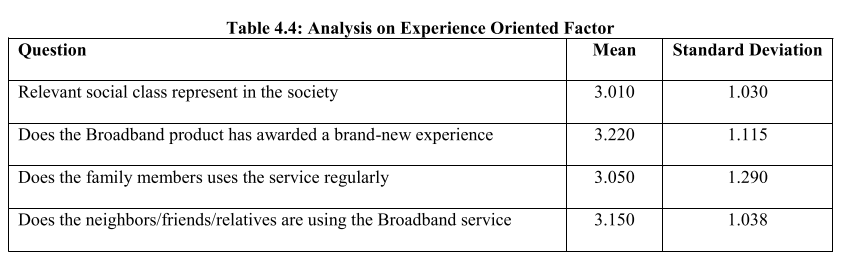 Table 4.4: Analysis on Experience Oriented Factor
Question Mean Standard Deviation
Relevant social class represent in the society 3.010 1.030
Does the Broadband product has awarded a brand-new experience 3.220 1.115
Does the family members uses the service regularly 3.050 1.290
Does the neighbors/friends/relatives are using the Broadband service 3.150 1.038